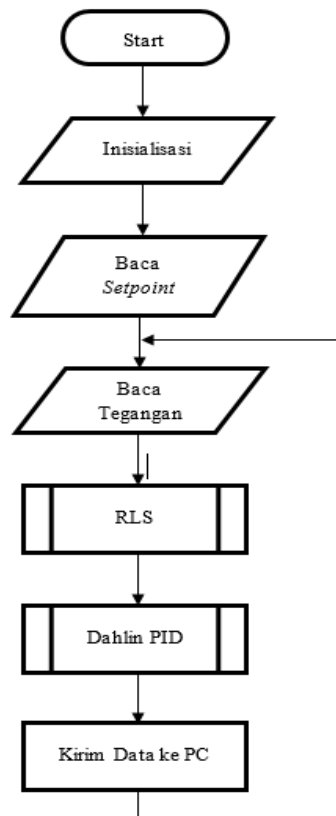 Start
Inisialisasi
Baca
Setpoint
Baca
Tegangan
RLS
Dahlin PID
Kirim Data ke PC